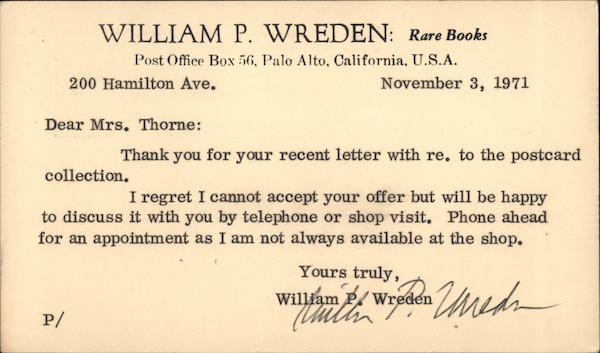 WILLIAM P. WREDEN: Rare Books
Post Office Box 56, Palo Alto, California, U.S.A.
200 Hamilton Ave. November 3, 1971
Dear Mrs. Thorne:
Thank you for your recent letter with re. to the postcard
collection.
I regret I cannot accept your offer but will be happy
to discuss it with you by telephone or shop visit. Phone ahead
for an appointment as I am not always available at the shop.
Yours truly,
William P. Wreden
William P. Wreden
P/